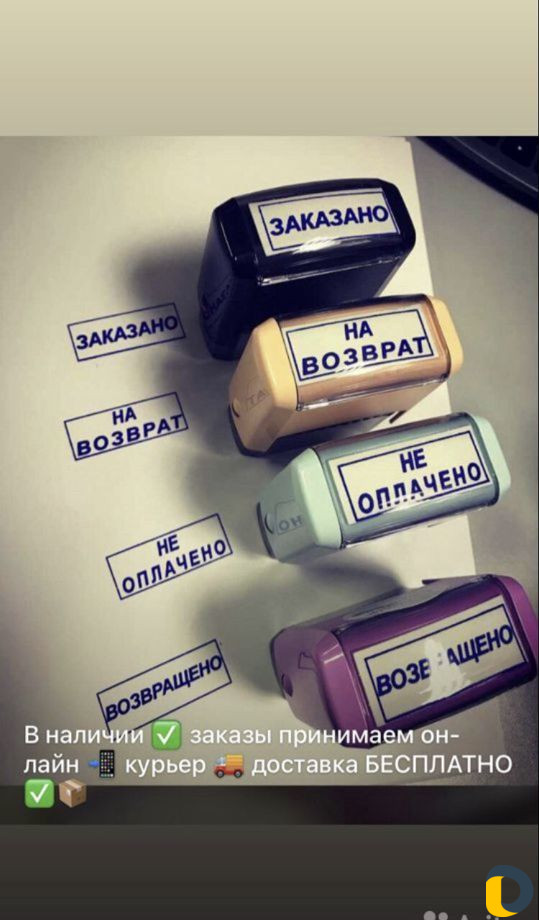 ЗАКАЗАНО
ЗАКАЗАНО
НА
ВОЗВРАТ
НА
ВОЗВРАТ
НЕ
ОПЛАЧЕНО
НЕ
ОПЛАЧЕНО
ВОЗВРАЩЕНО
ВОЗВРАЩЕНО
В наличии ✅ заказы принимаем он-
лайн 📲 курьер 🚚 доставка БЕСПЛАТНО
✅📦